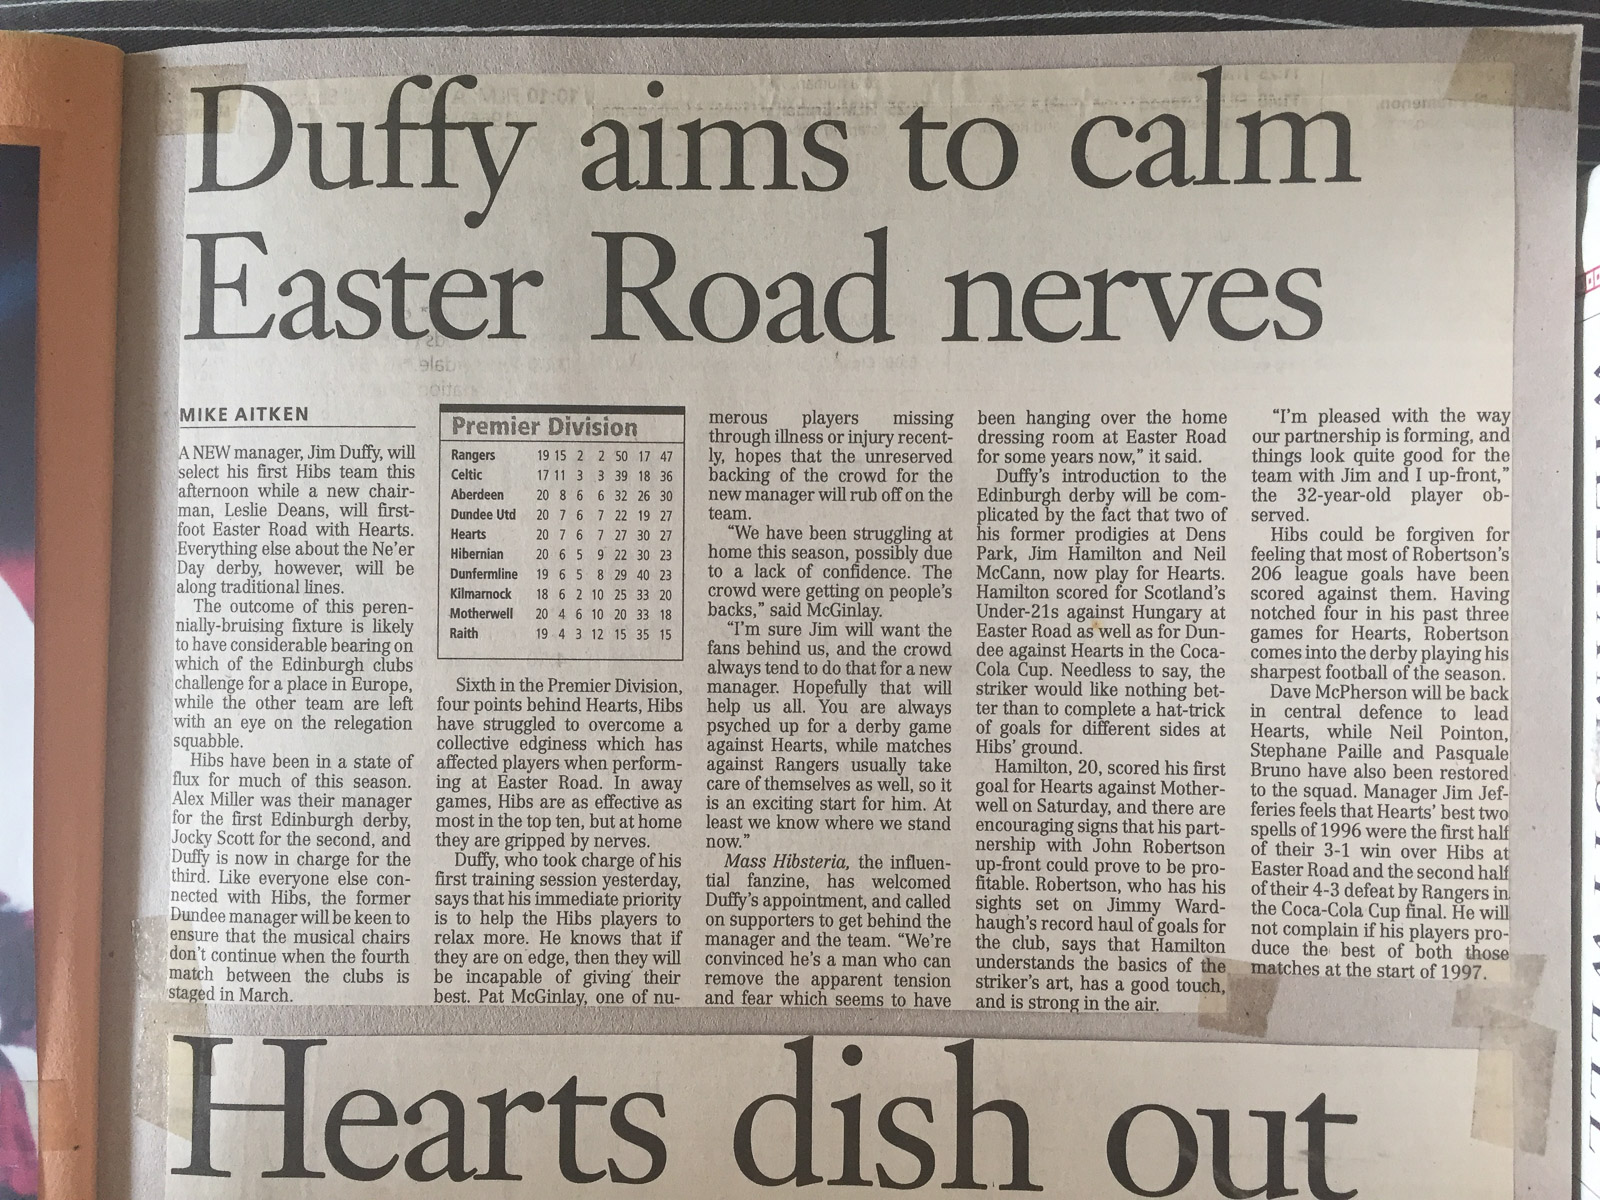 Duffy aims to calm
Easter Road nerves
MIKE AITKEN
A NEW manager, Jim Duffy, will
select his first Hibs team this
afternoon while a new chair-
man, Leslie Deans, will first-
foot Easter Road with Hearts.
Everything else about the Ne'er
Day derby, however, will be
along traditional lines.
The outcome of this peren-
nially-bruising fixture is likely
to have considerable bearing on
which of the Edinburgh clubs
challenge for a place in Europe,
while the other team are left
with an eye on the relegation
squabble.
Hibs have been in a state of
flux for much of this season.
Alex Miller was their manager
for the first Edinburgh derby,
Jocky Scott for the second, and
Duffy is now in charge for the
third. Like everyone else con-
nected with Hibs, the former
Dundee manager will be keen to
ensure that the musical chairs
don't continue when the fourth
match between the clubs is
staged in March.
Premier Division
Rangers 19 15 2 2 50 17 47
Celtic 17 11 3 3 39 18 36
Aberdeen 20 8 6 6 32 26 30
Dundee Utd 20 7 6 7 22 19 27
Hearts 20 7 6 7 27 30 27
Hibernian 20 6 5 9 22 30 23
Dunfermline 19 6 5 8 29 40 23
Kilmarnock 18 6 2 10 25 33 20
Motherwell 20 4 6 10 20 33 18
Raith 19 4 3 12 15 35 15
Sixth in the Premier Division,
four points behind Hearts, Hibs
have struggled to overcome a
collective edginess which has
affected players when perform-
ing at Easter Road. In away
games, Hibs are as effective as
most in the top ten, but at home
they are gripped by nerves.
Duffy, who took charge of his
first training session yesterday,
says that his immediate priority
is to help the Hibs players to
relax more. He knows that if
they are on edge, then they will
be incapable of giving their
best. Pat McGinlay, one of nu-
merous players missing
through illness or injury recent-
ly, hopes that the unreserved
backing of the crowd for the
new manager will rub off on the
team.
"We have been struggling at
home this season, possibly due
to a lack of confidence. The
crowd were getting on people's
backs," said McGinlay.
"I'm sure Jim will want the
fans behind us, and the crowd
always tend to do that for a new
manager. Hopefully that will
help us all. You are always
psyched up for a derby game
against Hearts, while matches
against Rangers usually take
care of themselves as well, so it
is an exciting start for him. At
least we know where we stand
now."
Mass Hibsteria, the influen-
tial fanzine, has welcomed
Duffy's appointment, and called
on supporters to get behind the
manager and the team. "We're
convinced he's a man who can
remove the apparent tension
and fear which seems to have
been hanging over the home
dressing room at Easter Road
for some years now," it said.
Duffy's introduction to the
Edinburgh derby will be com-
plicated by the fact that two of
his former prodigies at Dens
Park, Jim Hamilton and Neil
McCann, now play for Hearts.
Hamilton scored for Scotland's
Under-21s against Hungary at
Easter Road as well as for Dun-
dee against Hearts in the Coca-
Cola Cup. Needless to say, the
striker would like nothing bet-
ter than to complete a hat-trick
of goals for different sides at
Hibs' ground.
Hamilton, 20, scored his first
goal for Hearts against Mother-
well on Saturday, and there are
encouraging signs that his part-
nership with John Robertson
up-front could prove to be pro-
fitable. Robertson, who has his
sights set on Jimmy Ward-
haugh's record haul of goals for
the club, says that Hamilton
understands the basics of the
striker's art, has a good touch,
and is strong in the air.
"I'm pleased with the way
our partnership is forming, and
things look quite good for the
team with Jim and I up-front,"
the 32-year-old player ob-
served.
Hibs could be forgiven for
feeling that most of Robertson's
206 league goals have been
scored against them. Having
notched four in his past three
games for Hearts, Robertson
comes into the derby playing his
sharpest football of the season.
Dave McPherson will be back
in central defence to lead
Hearts, while Neil Pointon,
Stephane Paille and Pasquale
Bruno have also been restored
to the squad. Manager Jim Jef-
feries feels that Hearts' best two
spells of 1996 were the first half
of their 3-1 win over Hibs at
Easter Road and the second half
of their 4-3 defeat by Rangers in
the Coca-Cola Cup final. He will
not complain if his players pro-
duce the best of both those
matches at the start of 1997.
Hearts dish out